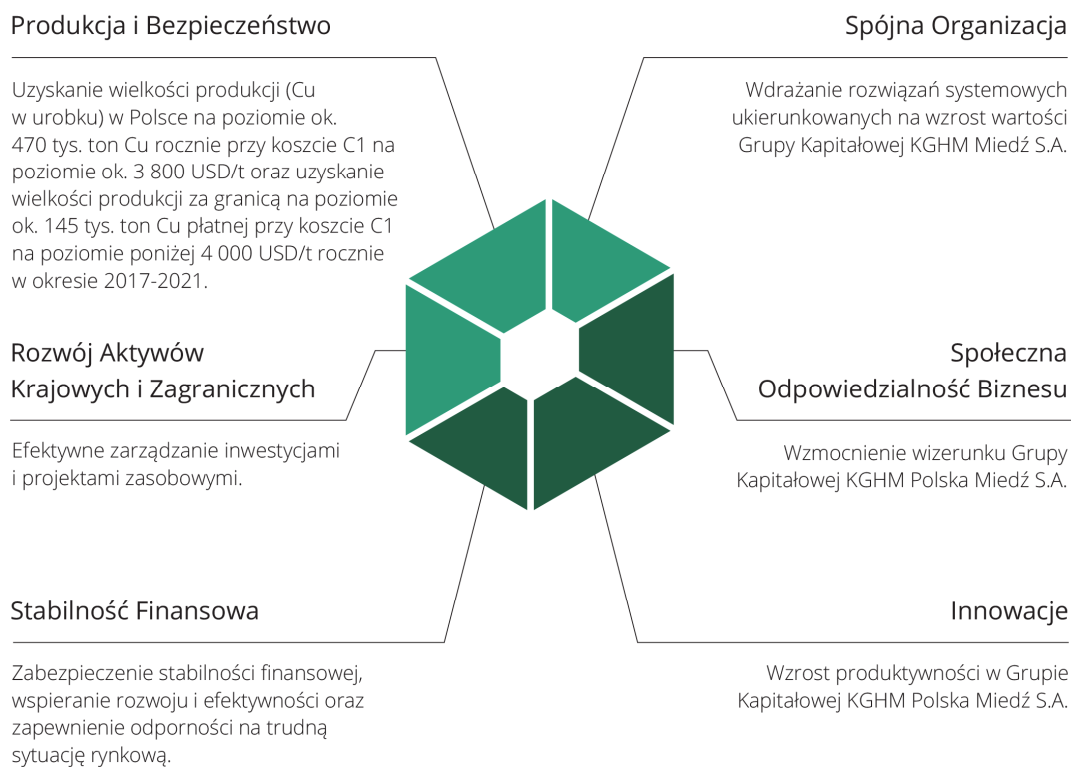 Produkcja i Bezpieczeństwo
Uzyskanie wielkości produkcji (Cu
w urobku) w Polsce na poziomie ok.
470 tys. ton Cu rocznie przy koszcie C1 na
poziomie ok. 3 800 USD/t oraz uzyskanie
wielkości produkcji za granicą na poziomie
ok. 145 tys. ton Cu płatnej przy koszcie C1
na poziomie poniżej 4 000 USD/t rocznie
w okresie 2017-2021.
Spójna Organizacja
Wdrażanie rozwiązań systemowych
ukierunkowanych na wzrost wartości
Grupy Kapitałowej KGHM Miedź S.A.
Rozwój Aktywów
Krajowych i Zagranicznych
Efektywne zarządzanie inwestycjami
i projektami zasobowymi.
Społeczna
Odpowiedzialność Biznesu
Wzmocnienie wizerunku Grupy
Kapitałowej KGHM Polska Miedź S.A.
Stabilność Finansowa
Zabezpieczenie stabilności finansowej,
wspieranie rozwoju i efektywności oraz
zapewnienie odporności na trudną
sytuację rynkową.
Innowacje
Wzrost produktywności w Grupie
Kapitałowej KGHM Polska Miedź S.A.